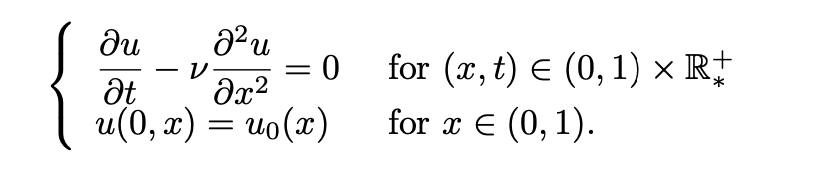 ∂u/∂t − ν ∂²u/∂x² = 0 for (x, t) ∈ (0, 1) × ℝ⁺∗
u(0, x) = u₀(x) for x ∈ (0, 1).